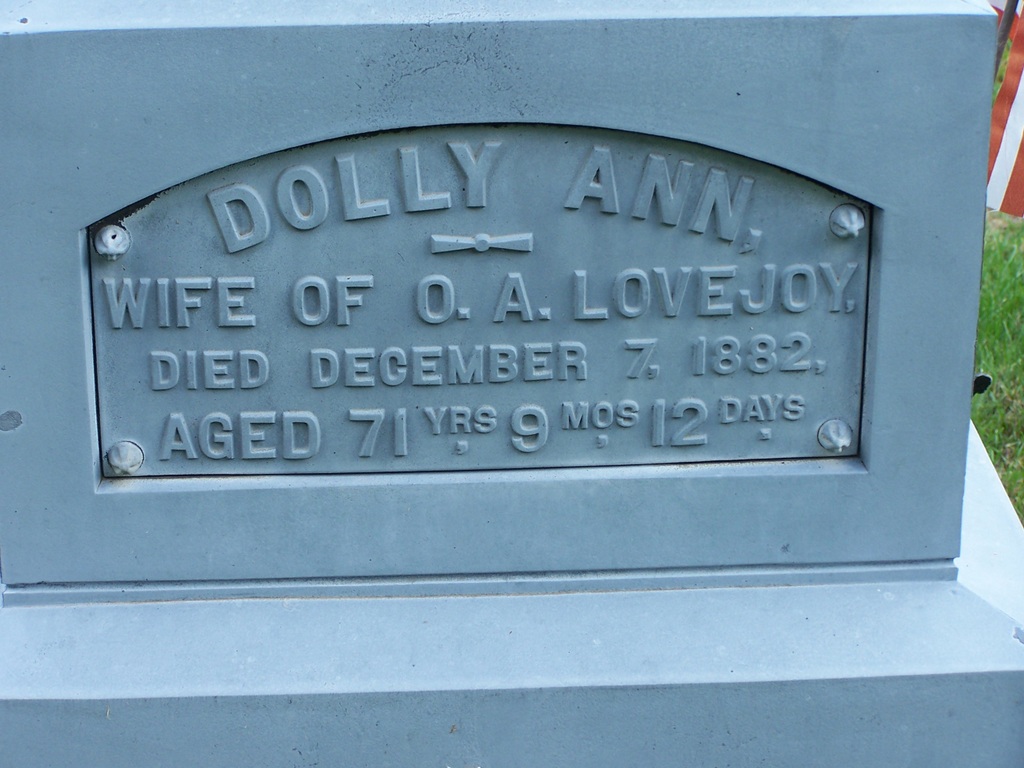 DOLLY ANN,
WIFE OF O. A. LOVEJOY,
DIED DECEMBER 7, 1882,
AGED 71 YRS, 9 MOS, 12 DAYS,